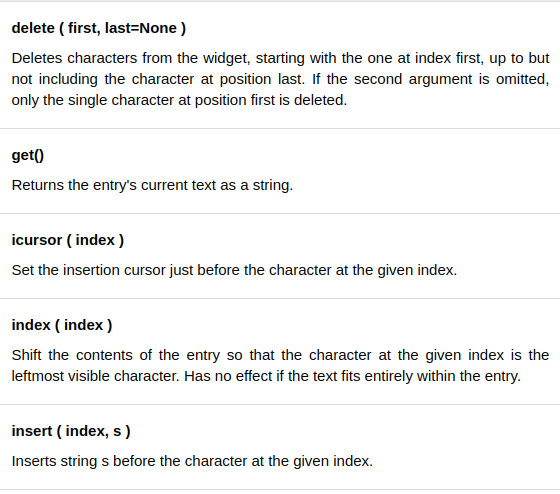 delete ( first, last=None )
Deletes characters from the widget, starting with the one at index first, up to but
not including the character at position last. If the second argument is omitted,
only the single character at position first is deleted.
get()
Returns the entry's current text as a string.
icursor ( index )
Set the insertion cursor just before the character at the given index.
index ( index )
Shift the contents of the entry so that the character at the given index is the
leftmost visible character. Has no effect if the text fits entirely within the entry.
insert ( index, s )
Inserts string s before the character at the given index.